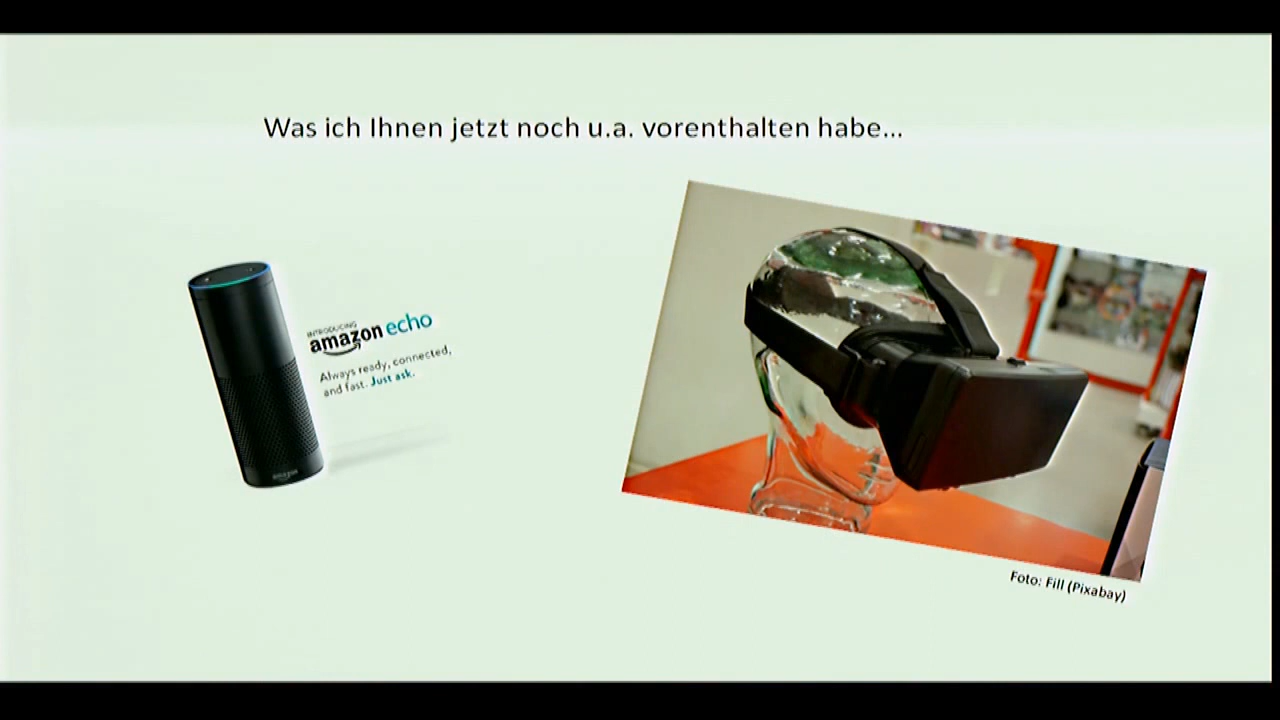 Was ich Ihnen jetzt noch u.a. vorenthalten habe...
INTRODUCING
amazon echo
Always ready, connected,
and fast. Just ask.
amazon
Foto: Fill (Pixabay)